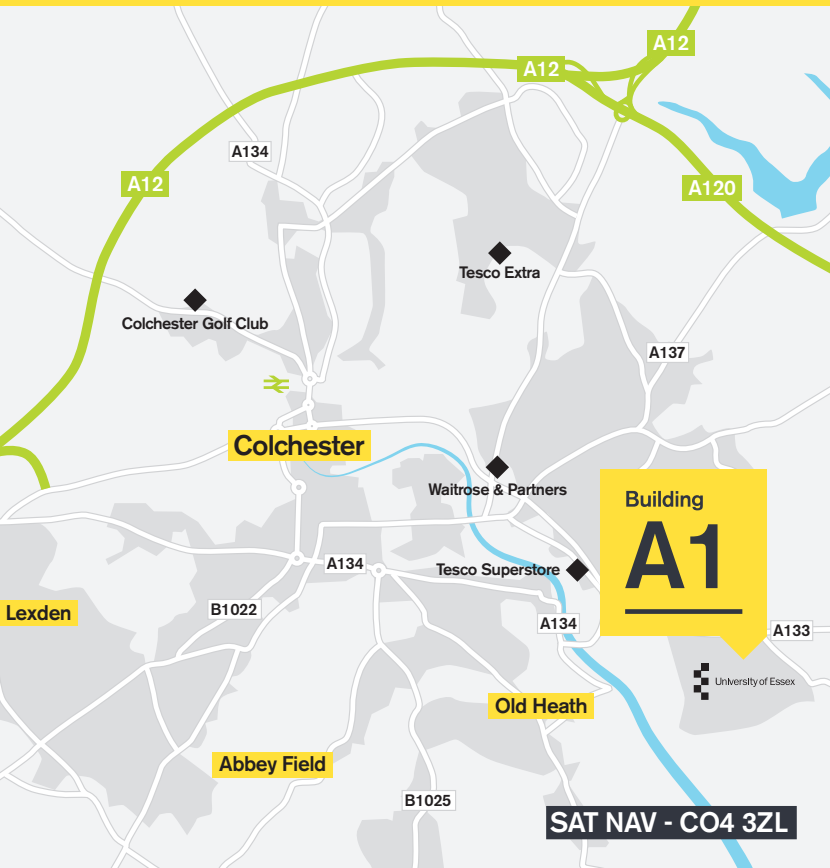 A12
A12
A134
A12
A120
Tesco Extra
Colchester Golf Club
A137
Colchester
Waitrose & Partners
Building
A1
A134
Tesco Superstore
Lexden
B1022
A134
A133
University of Essex
Old Heath
Abbey Field
B1025
SAT NAV - CO4 3ZL